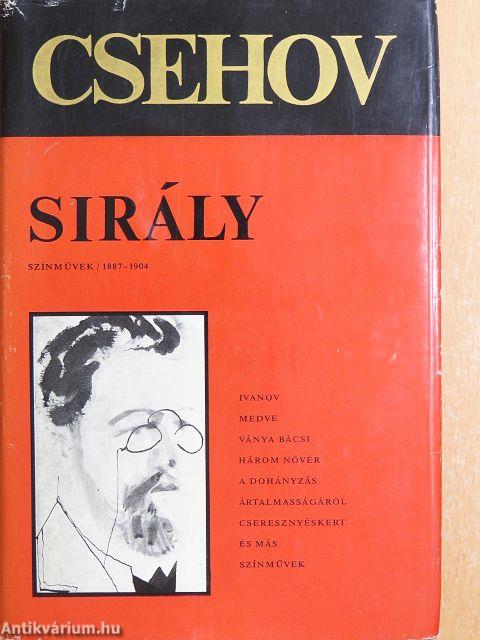 CSEHOV
SIRÁLY
SZÍNMŰVEK / 1887–1904
IVANOV
MEDVE
VÁNYA BÁCSI
HÁROM NŐVÉR
A DOHÁNYZÁS
ÁRTALMASSÁGÁRÓL
CSERESZNYÉSKERT
ÉS MÁS
SZÍNMŰVEK
Antikvárium.hu